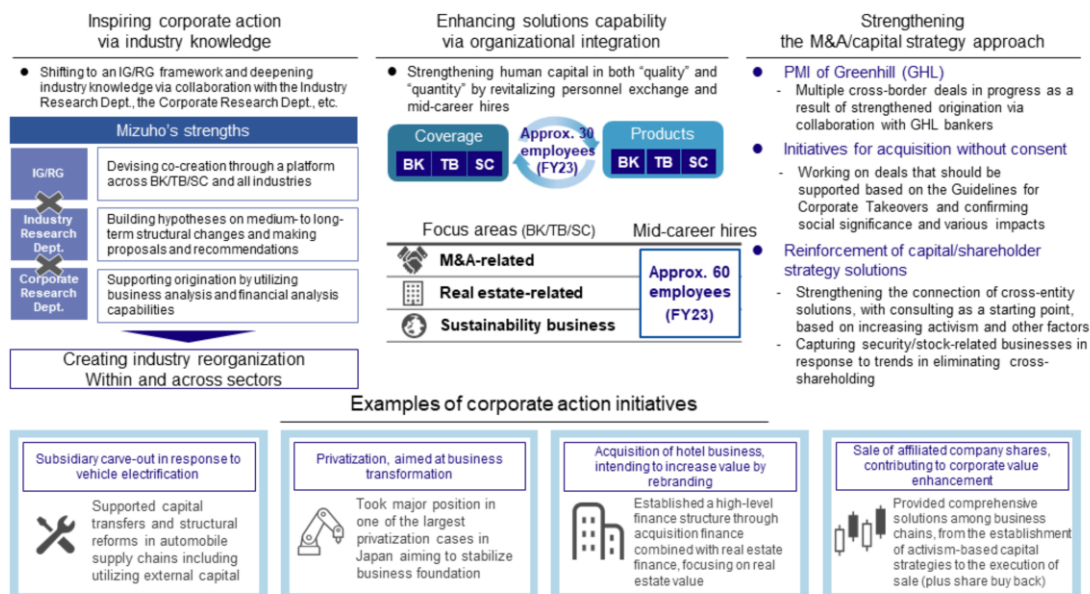 Inspiring corporate action
via industry knowledge
● Shifting to an IG/RG framework and deepening
industry knowledge via collaboration with the Industry
Research Dept., the Corporate Research Dept., etc.
Mizuho's strengths
IG/RG
Devising co-creation through a platform
across BK/TB/SC and all industries
Industry
Research
Dept.
Building hypotheses on medium- to long-
term structural changes and making
proposals and recommendations
Corporate
Research
Dept.
Supporting origination by utilizing
business analysis and financial analysis
capabilities
Creating industry reorganization
Within and across sectors
Enhancing solutions capability
via organizational integration
● Strengthening human capital in both "quality" and
"quantity" by revitalizing personnel exchange and
mid-career hires
Coverage
BK TB SC
Approx. 30
employees
(FY23)
Products
BK TB SC
Focus areas (BK/TB/SC)
Mid-career hires
M&A-related
Real estate-related
Sustainability business
Approx. 60
employees
(FY23)
Strengthening
the M&A/capital strategy approach
● PMI of Greenhill (GHL)
- Multiple cross-border deals in progress as a
result of strengthened origination via
collaboration with GHL bankers
● Initiatives for acquisition without consent
- Working on deals that should be
supported based on the Guidelines for
Corporate Takeovers and confirming
social significance and various impacts
● Reinforcement of capital/shareholder
strategy solutions
- Strengthening the connection of cross-entity
solutions, with consulting as a starting point,
based on increasing activism and other factors
- Capturing security/stock-related businesses in
response to trends in eliminating cross-
shareholding
Examples of corporate action initiatives
Subsidiary carve-out in response to
vehicle electrification
Supported capital
transfers and structural
reforms in automobile
supply chains including
utilizing external capital
Privatization, aimed at business
transformation
Took major position in
one of the largest
privatization cases in
Japan aiming to stabilize
business foundation
Acquisition of hotel business,
intending to increase value by
rebranding
Established a high-level
finance structure through
acquisition finance
combined with real estate
finance, focusing on real
estate value
Sale of affiliated company shares,
contributing to corporate value
enhancement
Provided comprehensive
solutions among business
chains, from the establishment
of activism-based capital
strategies to the execution of
sale (plus share buy back)